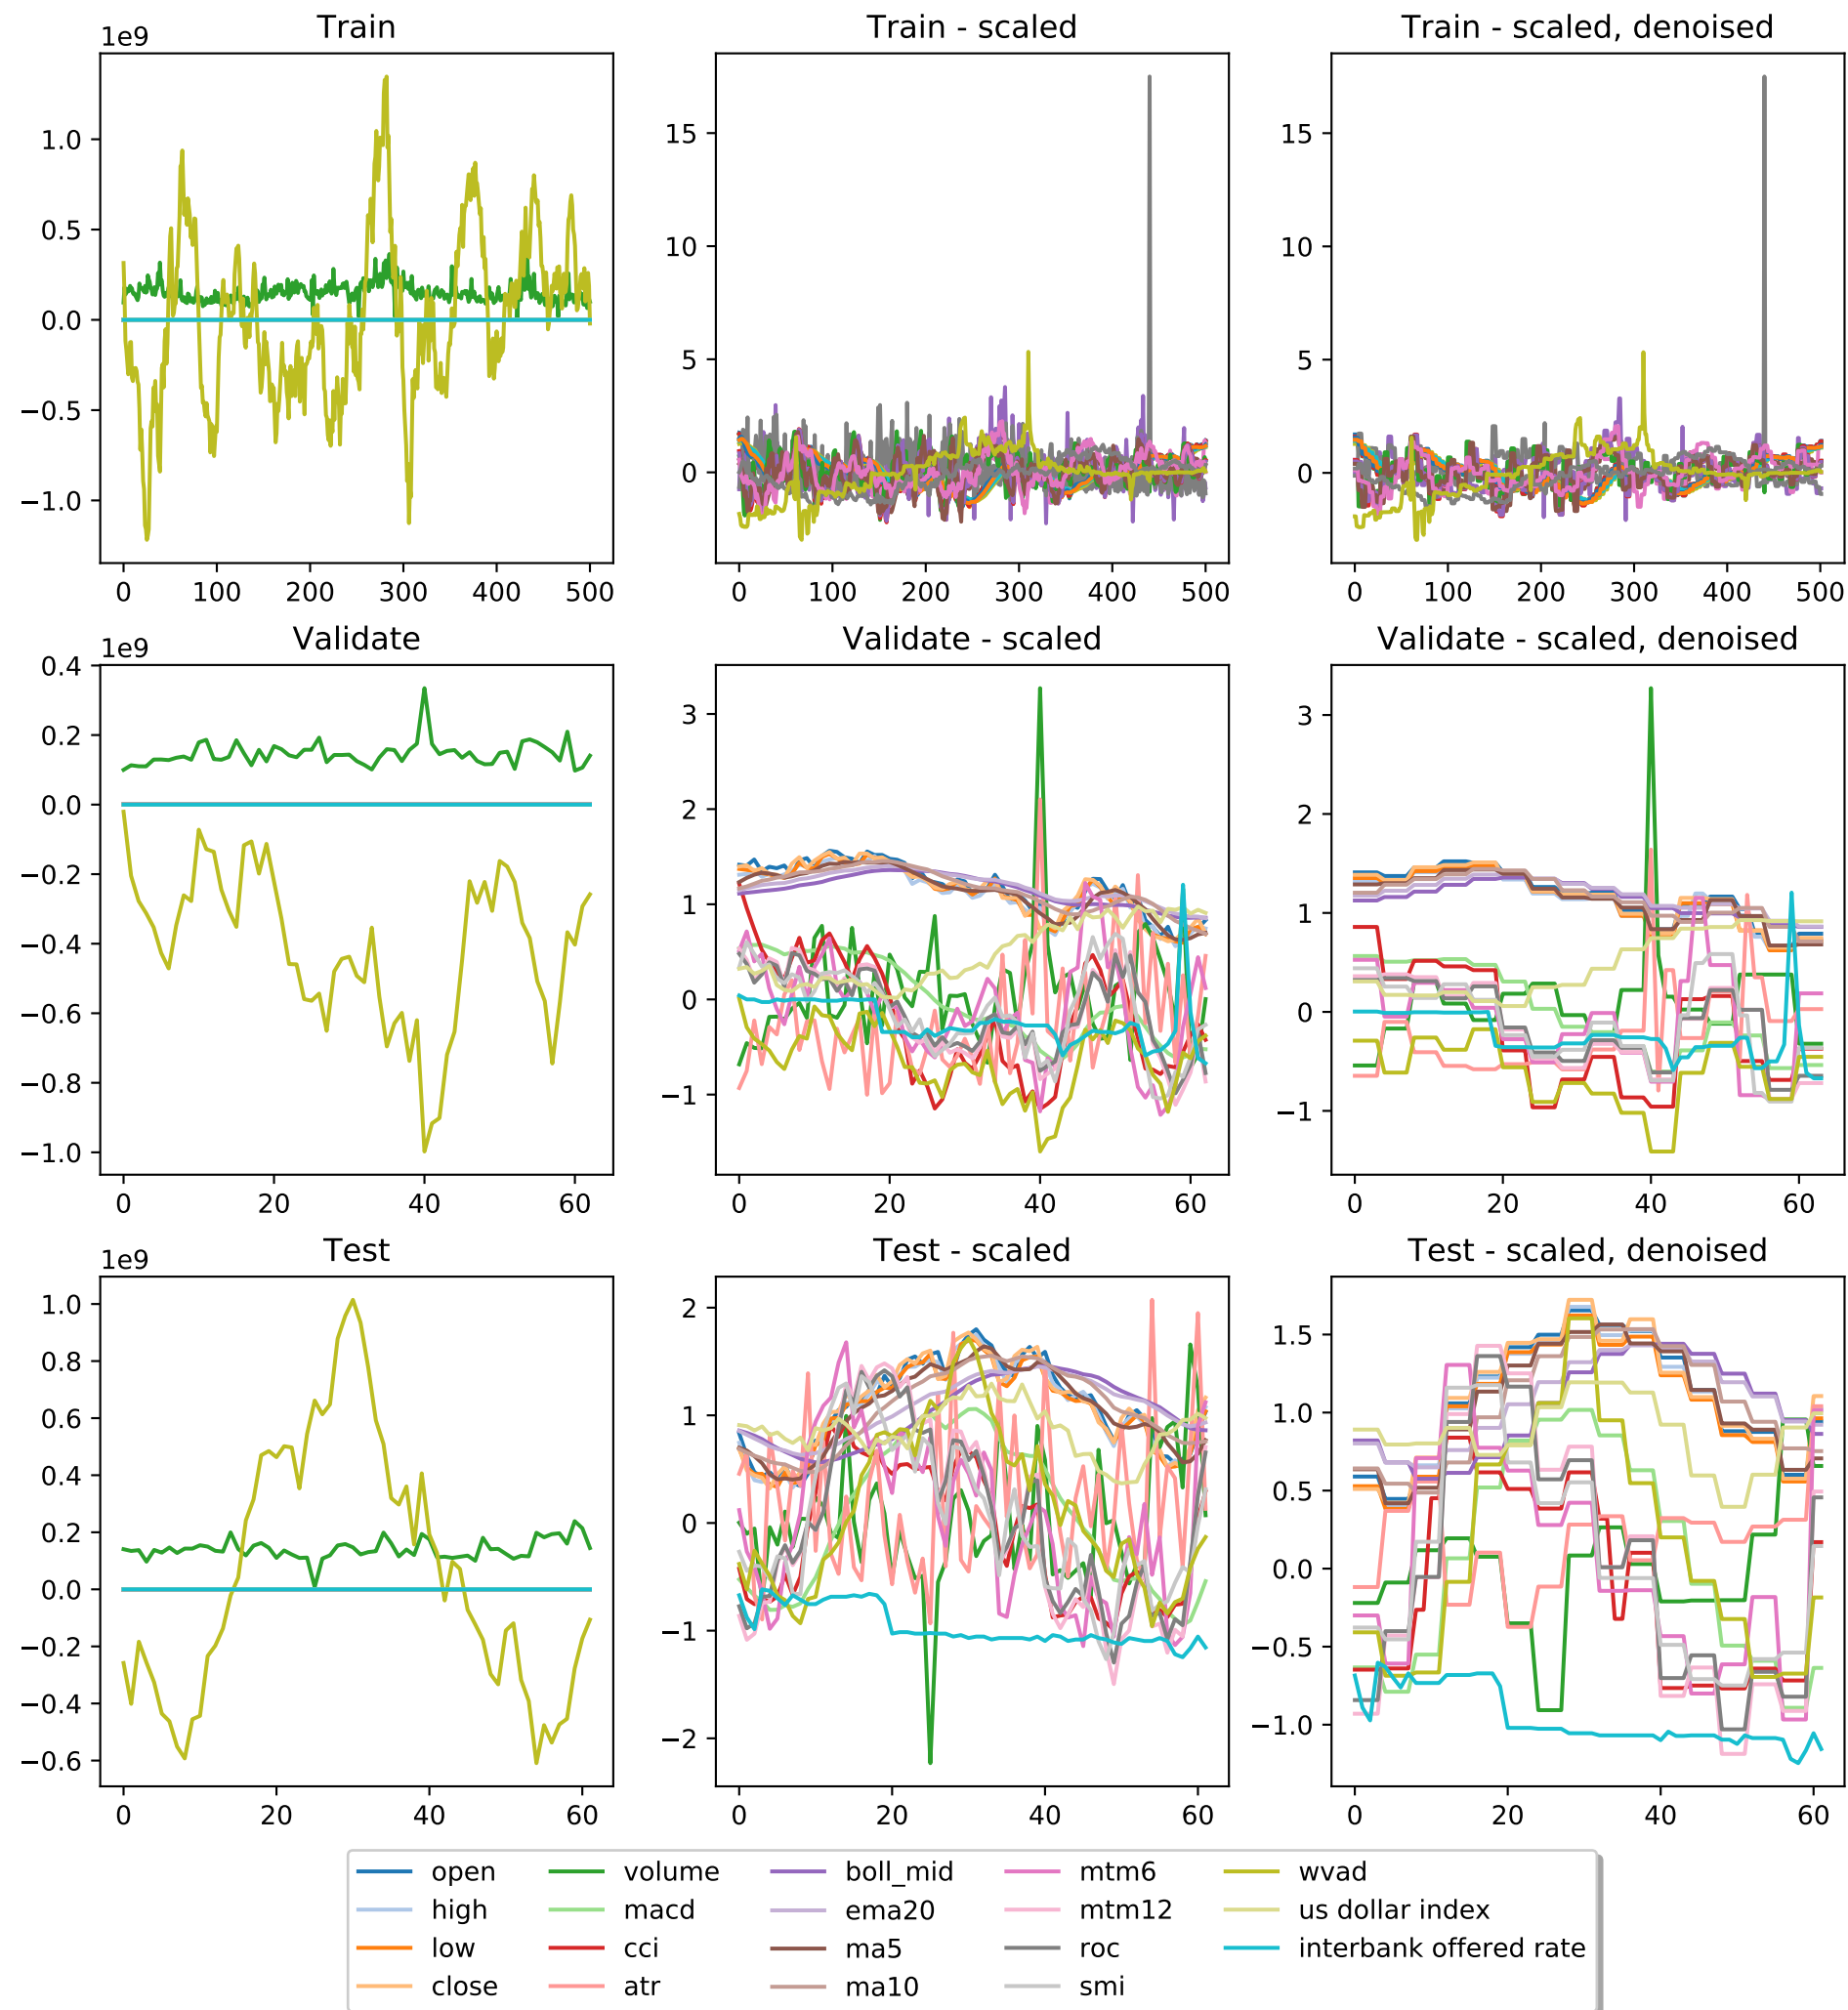 Train
1e9
1.0
0.5
0.0
−0.5
−1.0
0 100 200 300 400 500
Train - scaled
15
10
5
0
0 100 200 300 400 500
Train - scaled, denoised
15
10
5
0
0 100 200 300 400 500
Validate
1e9
0.4
0.2
0.0
−0.2
−0.4
−0.6
−0.8
−1.0
0 20 40 60
Validate - scaled
3
2
1
0
−1
0 20 40 60
Validate - scaled, denoised
3
2
1
0
−1
0 20 40 60
Test
1e9
1.0
0.8
0.6
0.4
0.2
0.0
−0.2
−0.4
−0.6
0 20 40 60
Test - scaled
2
1
0
−1
−2
0 20 40 60
Test - scaled, denoised
1.5
1.0
0.5
0.0
−0.5
−1.0
0 20 40 60
open
high
low
close
volume
macd
cci
atr
boll_mid
ema20
ma5
ma10
mtm6
mtm12
roc
smi
wvad
us dollar index
interbank offered rate